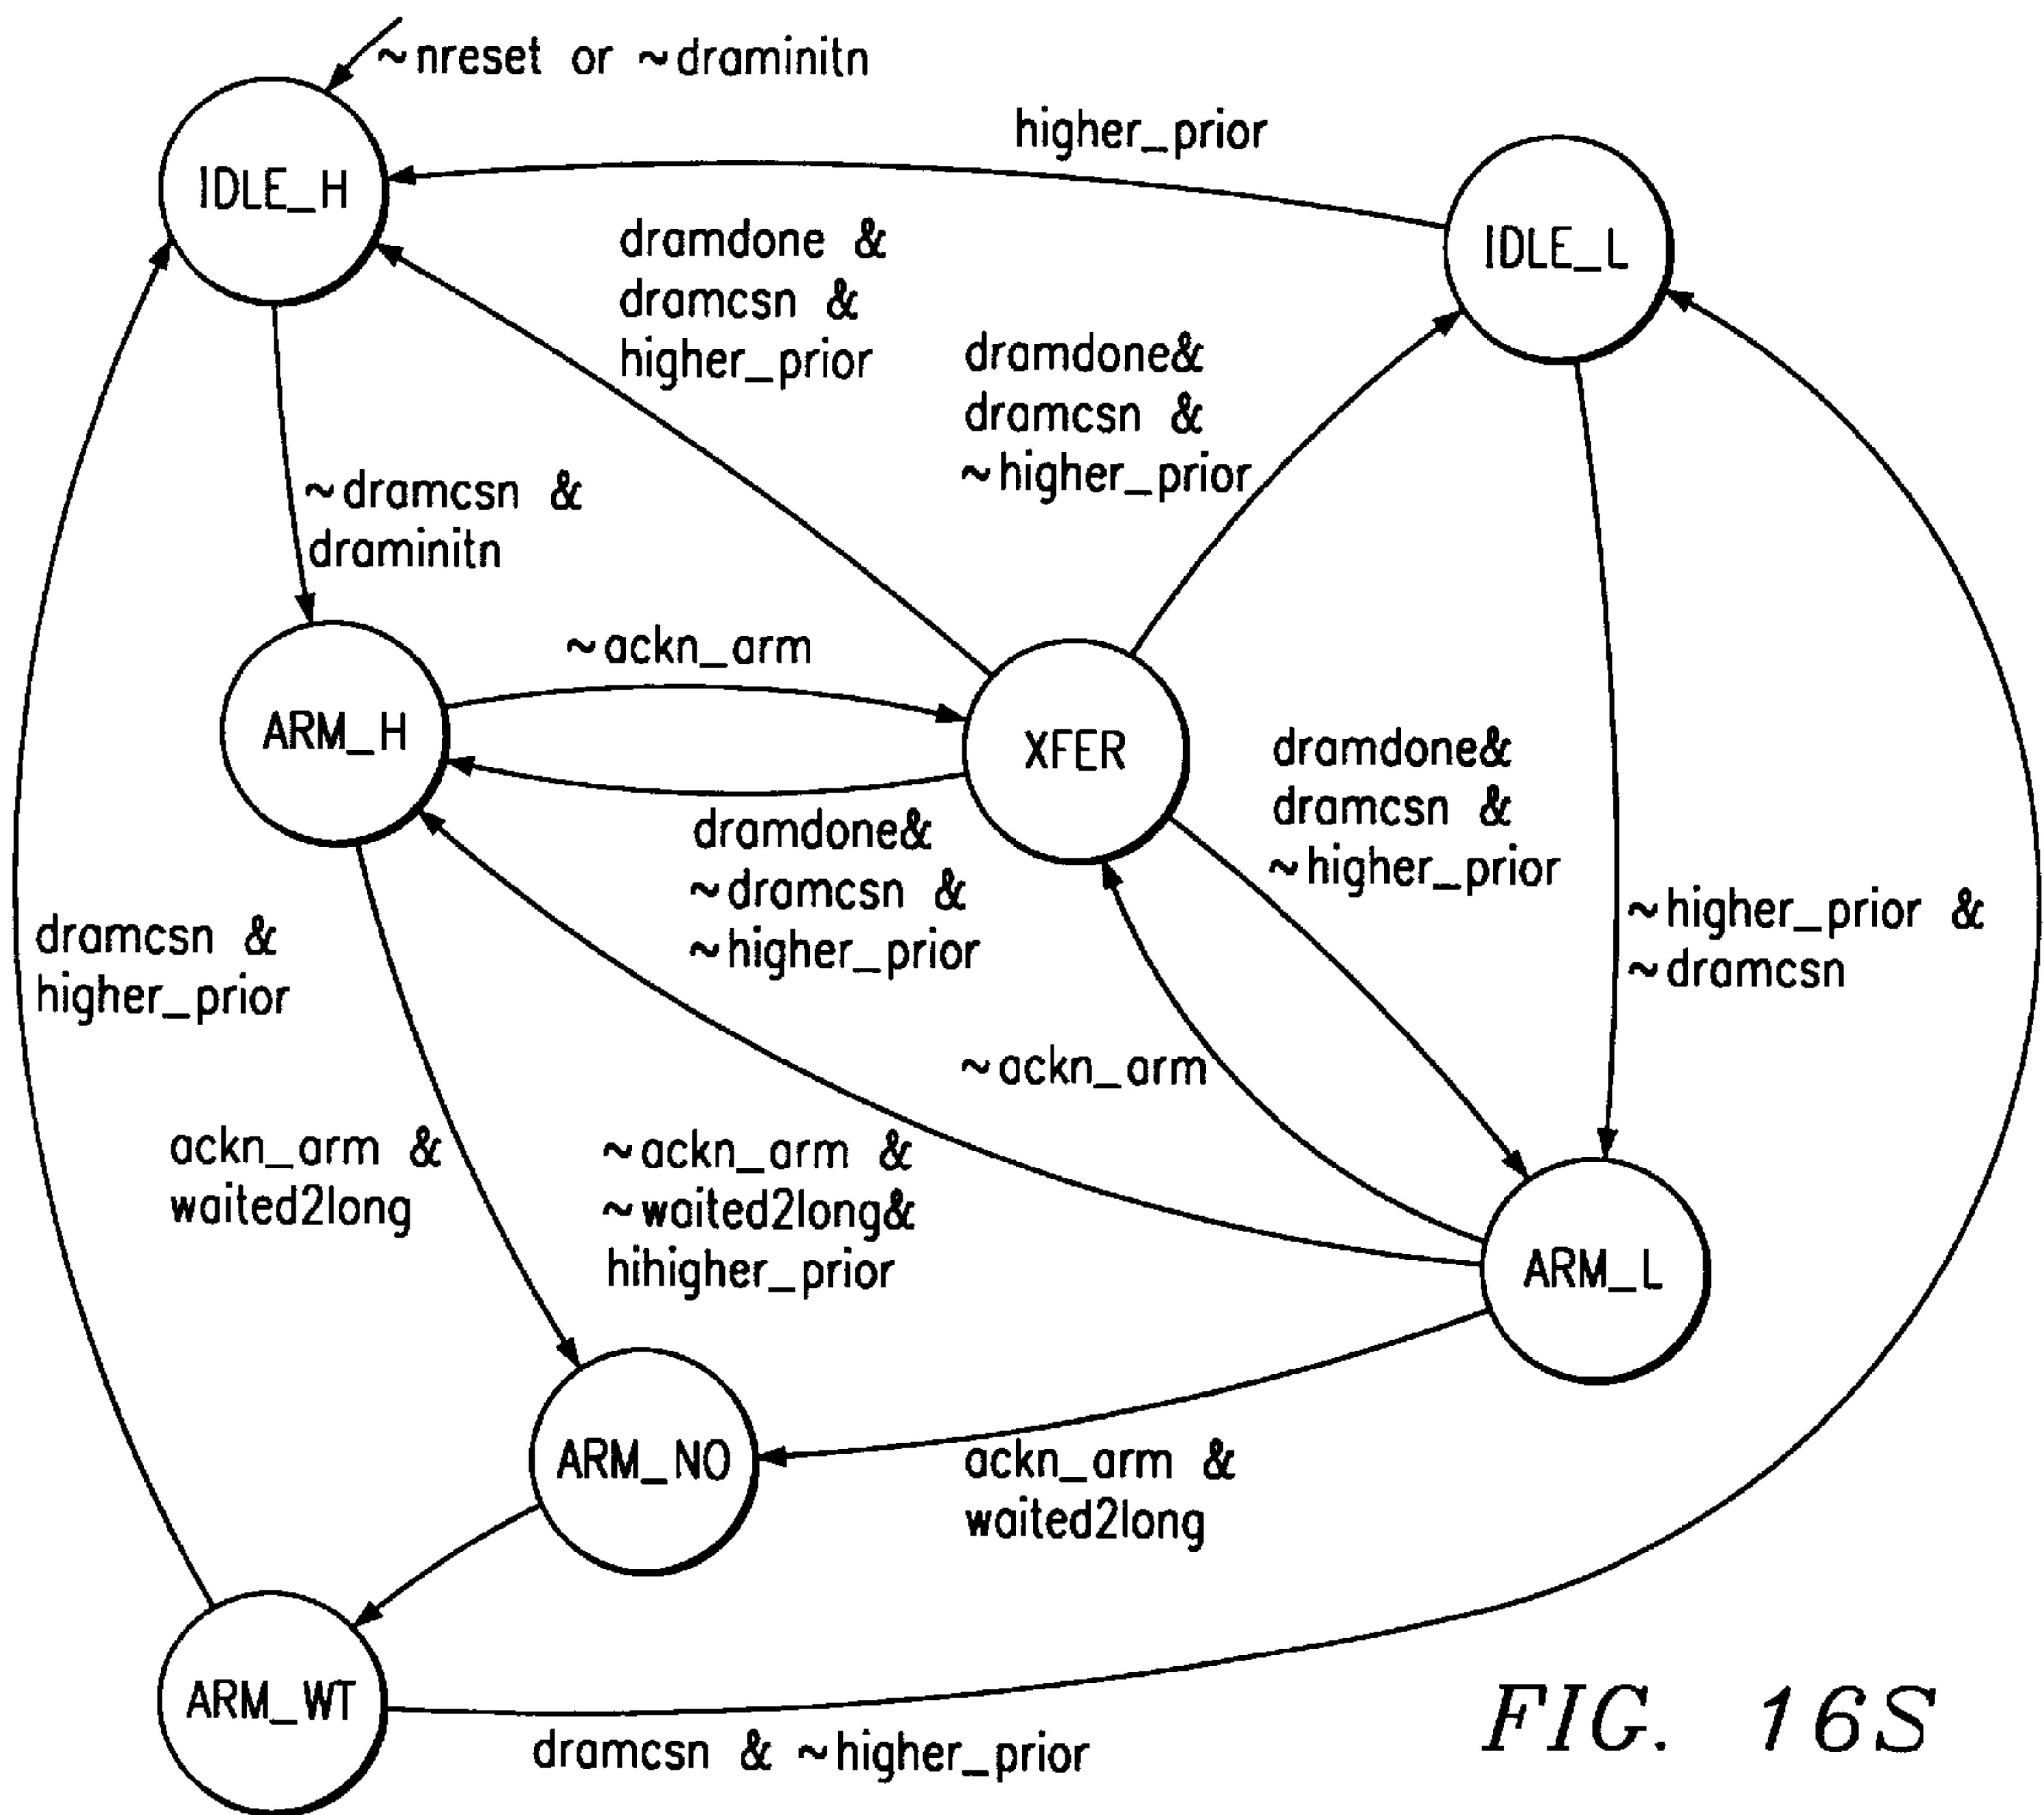 ~nreset or ~draminitn
higher_prior
IDLE_H
IDLE_L
dramdone &
dramcsn &
higher_prior
dramdone&
dramcsn &
~higher_prior
~dramcsn &
draminitn
~ackn_arm
ARM_H
XFER
dramdone&
dramcsn &
~higher_prior
dramdone&
~dramcsn &
~higher_prior
~higher_prior &
~dramcsn
dramcsn &
higher_prior
~ackn_arm
ackn_arm &
waited2long
~ackn_arm &
~waited2long&
hihigher_prior
ARM_L
ARM_NO
ackn_arm &
waited2long
ARM_WT
dramcsn & ~higher_prior
FIG. 16S